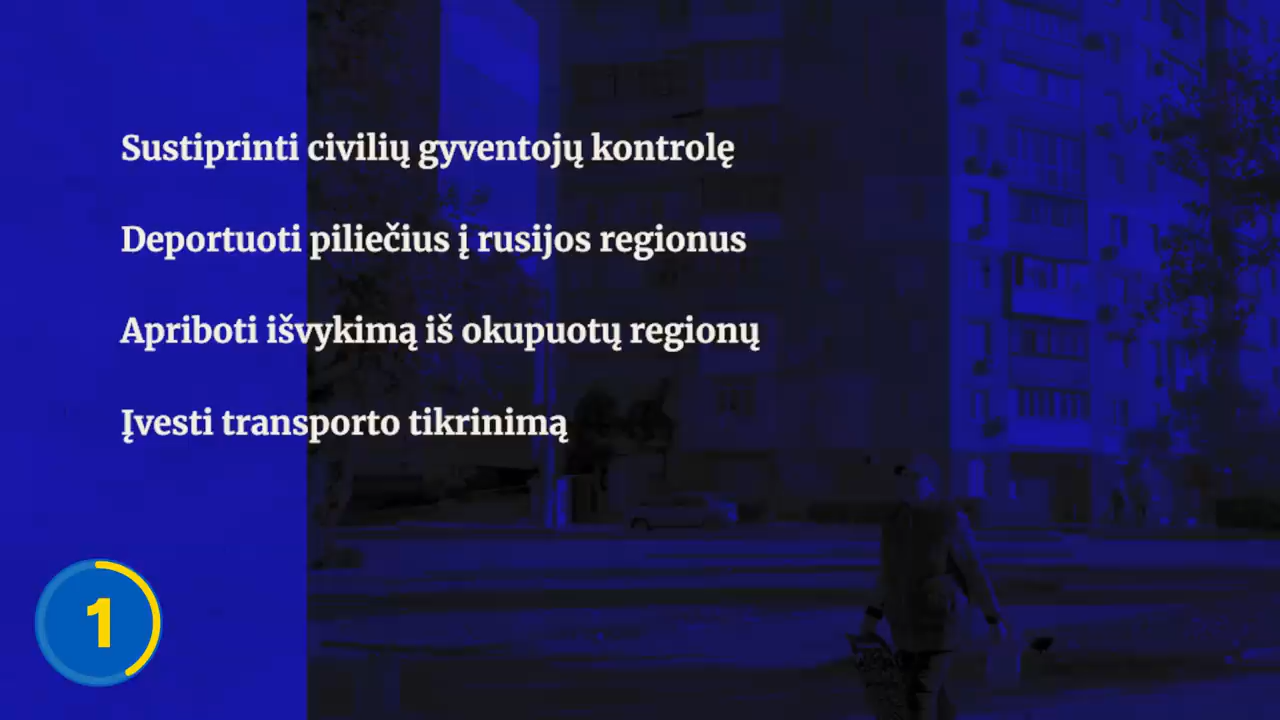 Sustiprinti civilių gyventojų kontrolę
Deportuoti piliečius į rusijos regionus
Apriboti išvykimą iš okupuotų regionų
Įvesti transporto tikrinimą
1